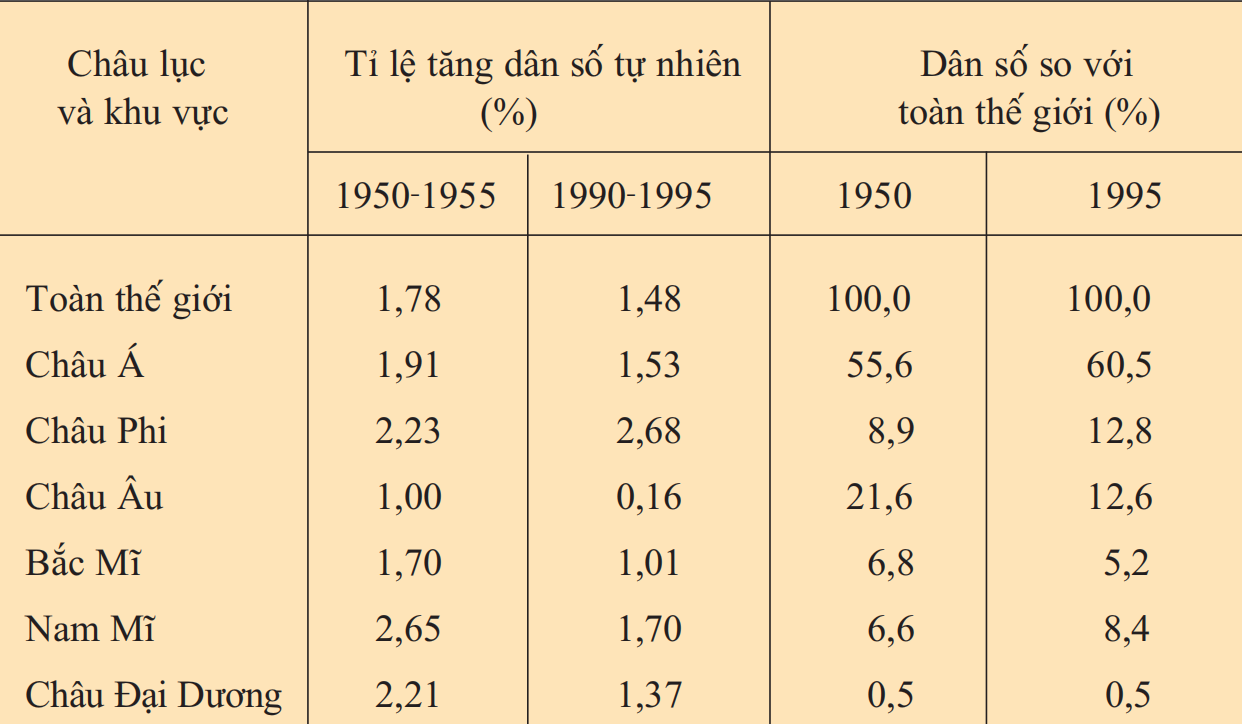 Châu lục Tỉ lệ tăng dân số tự nhiên Dân số so với
và khu vực (%) toàn thế giới (%)
1950-1955 1990-1995 1950 1995
Toàn thế giới 1,78 1,48 100,0 100,0
Châu Á 1,91 1,53 55,6 60,5
Châu Phi 2,23 2,68 8,9 12,8
Châu Âu 1,00 0,16 21,6 12,6
Bắc Mĩ 1,70 1,01 6,8 5,2
Nam Mĩ 2,65 1,70 6,6 8,4
Châu Đại Dương 2,21 1,37 0,5 0,5